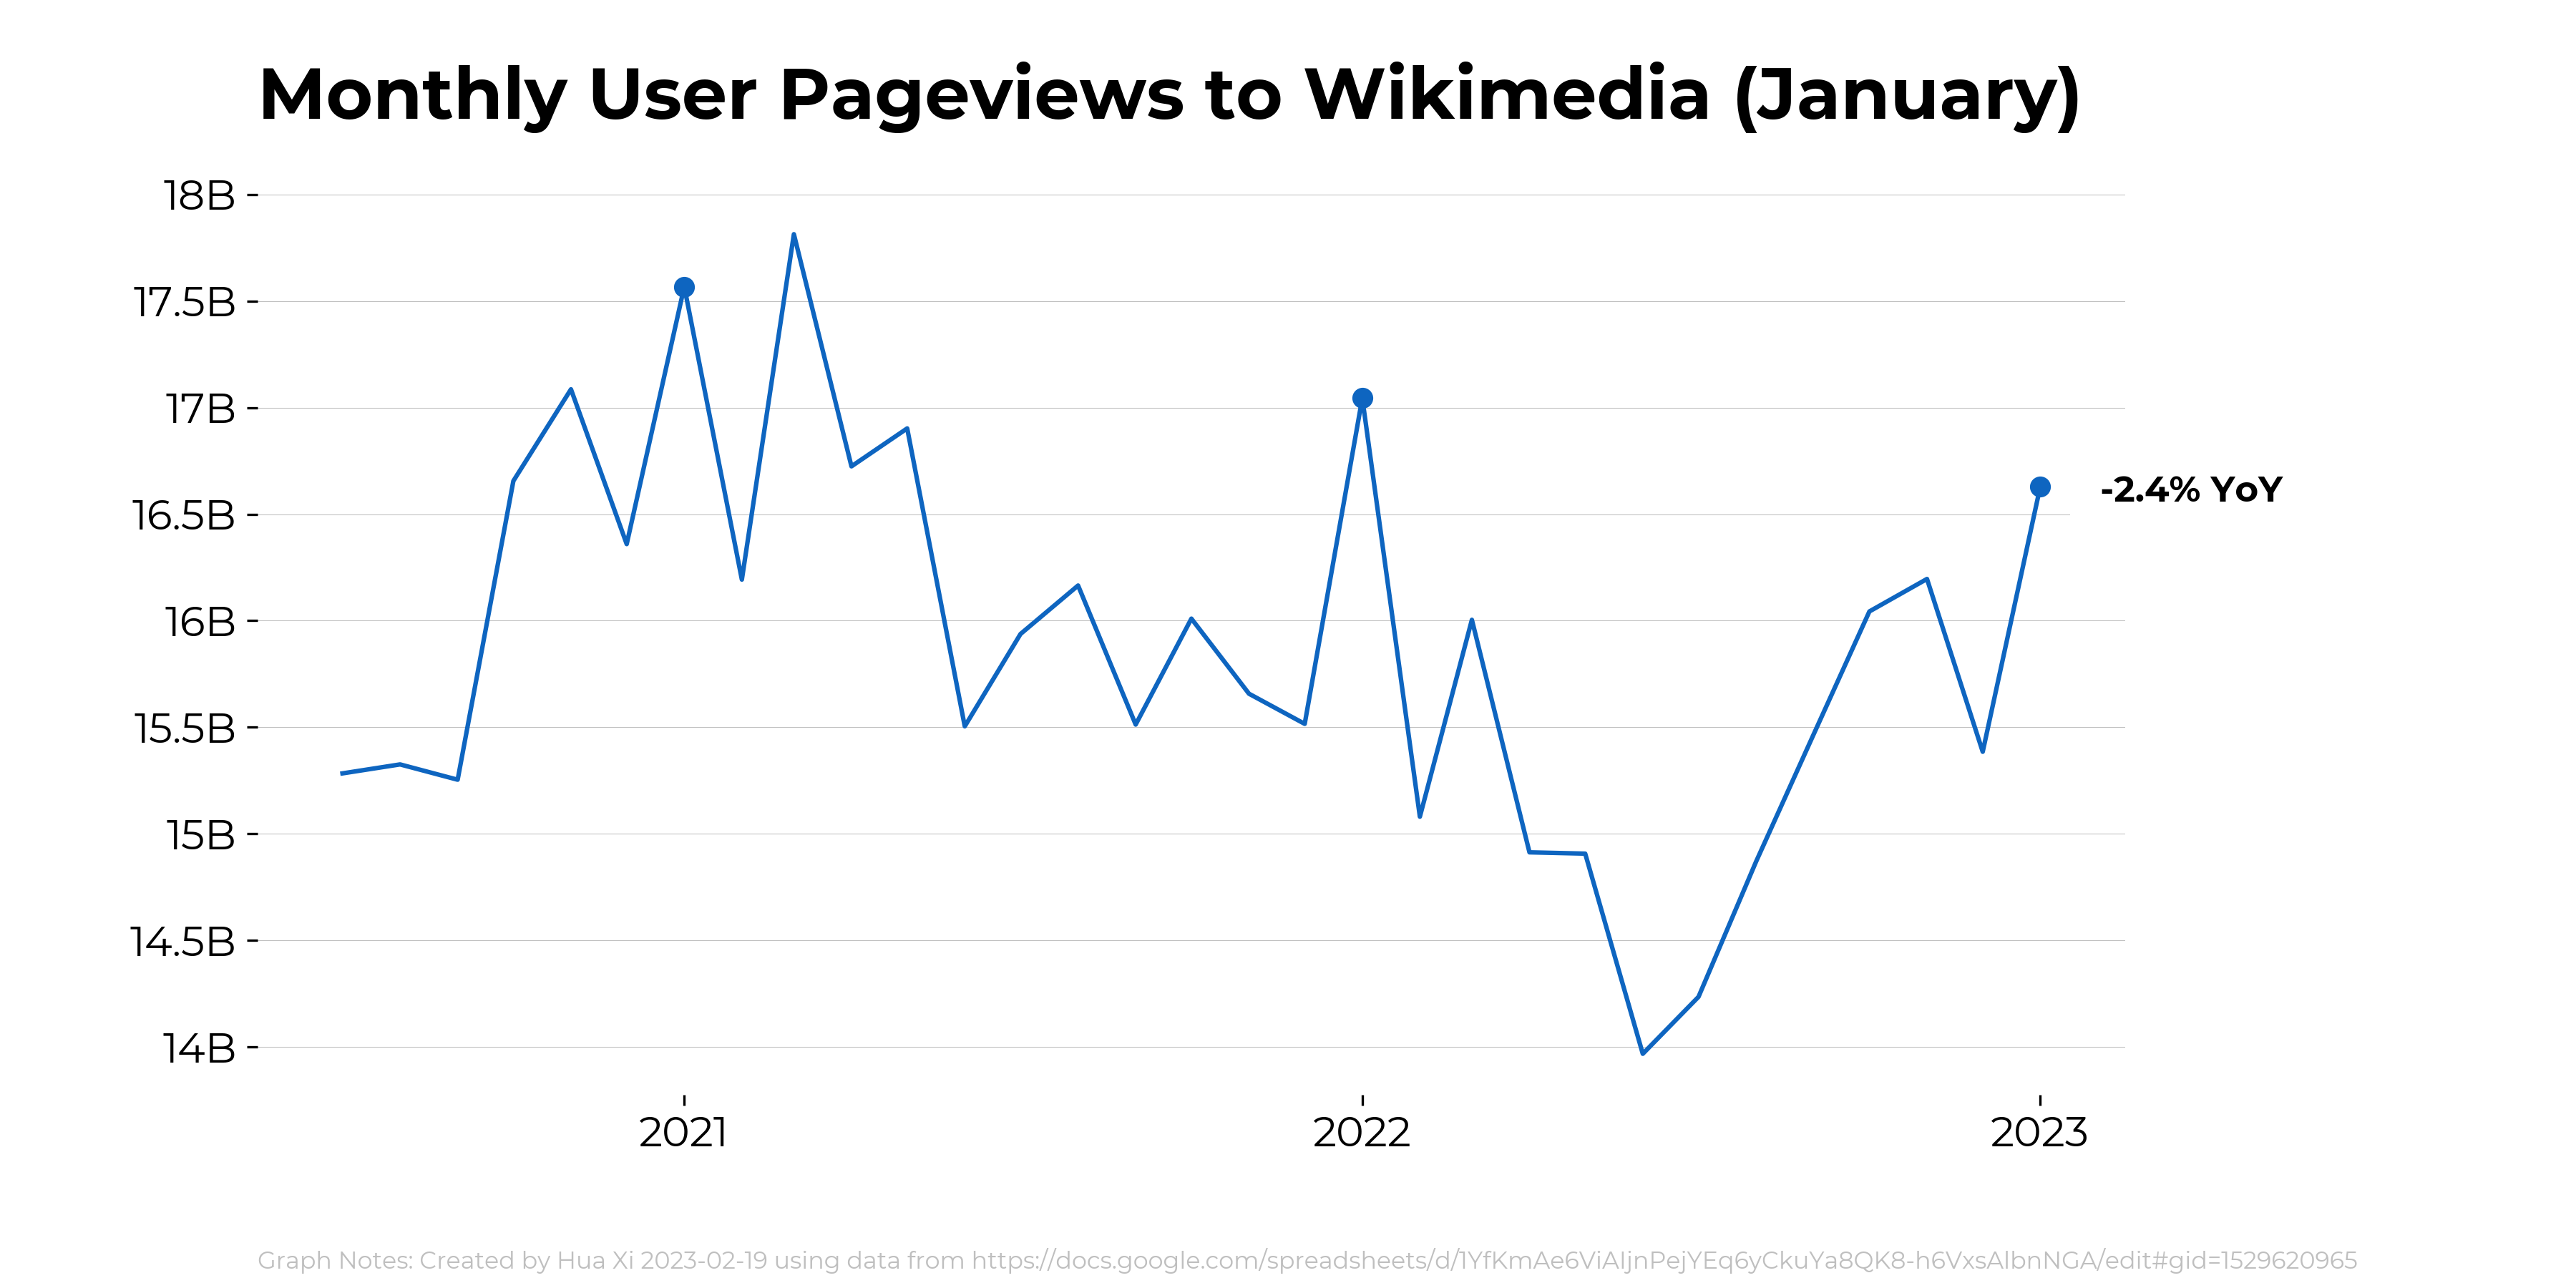 Monthly User Pageviews to Wikimedia (January)
18B
17.5B
17B
16.5B
16B
15.5B
15B
14.5B
14B
-2.4% YoY
2021
2022
2023
Graph Notes: Created by Hua Xi 2023-02-19 using data from https://docs.google.com/spreadsheets/d/1YfKmAe6ViAIjnPejYEq6yCkuYa8QK8-h6VxsAlbnNGA/edit#gid=1529620965